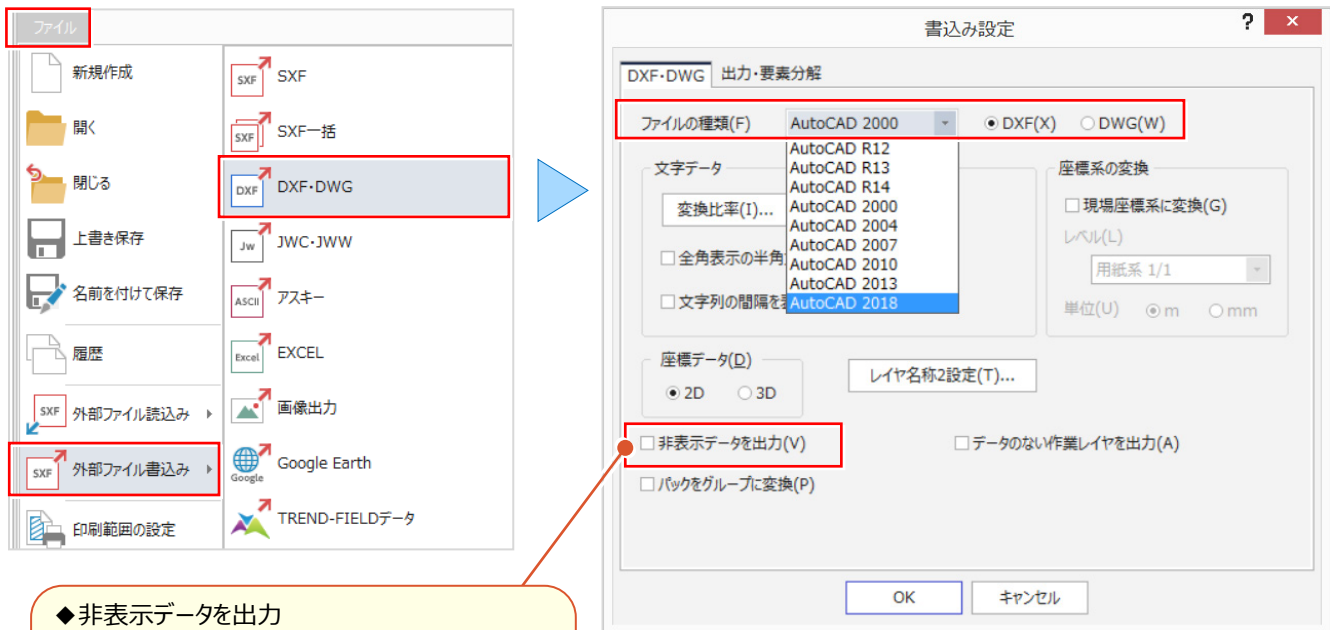 ファイル
新規作成
開く
閉じる
上書き保存
名前を付けて保存
履歴
SXF 外部ファイル読込み
SXF 外部ファイル書込み
印刷範囲の設定
SXF SXF
SXF SXF一括
DXF DXF・DWG
Jw JWC・JWW
ASCII アスキー
Excel EXCEL
画像出力
Google Google Earth
TREND-FIELDデータ
書込み設定
? ×
DXF・DWG 出力・要素分解
ファイルの種類(F) AutoCAD 2000 DXF(X) DWG(W)
AutoCAD R12
AutoCAD R13
AutoCAD R14
AutoCAD 2000
AutoCAD 2004
AutoCAD 2007
AutoCAD 2010
AutoCAD 2013
AutoCAD 2018
文字データ
変換比率(I)...
全角表示の半角
文字列の間隔を
座標系の変換
現場座標系に変換(G)
レベル(L)
用紙系 1/1
単位(U) m mm
座標データ(D)
2D 3D
レイヤ名称2設定(T)...
非表示データを出力(V)
データのない作業レイヤを出力(A)
パックをグループに変換(P)
OK キャンセル
◆非表示データを出力